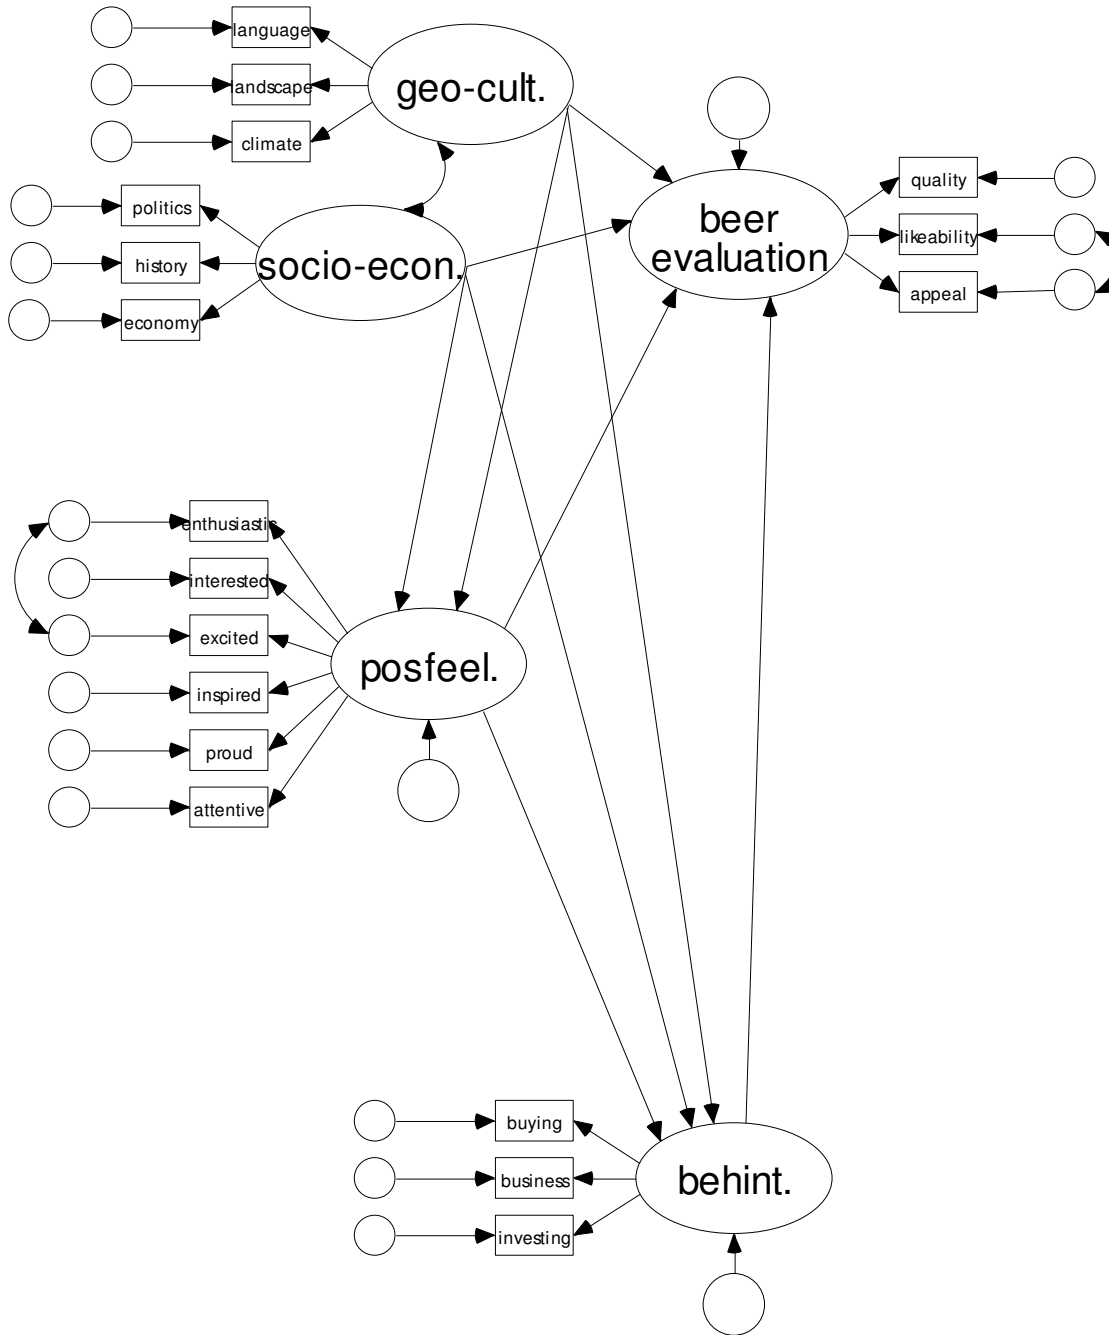 language
landscape
climate
geo-cult.
politics
history
economy
socio-econ.
beer
evaluation
quality
likeability
appeal
enthusiastic
interested
excited
inspired
proud
attentive
posfeel.
buying
business
investing
behint.